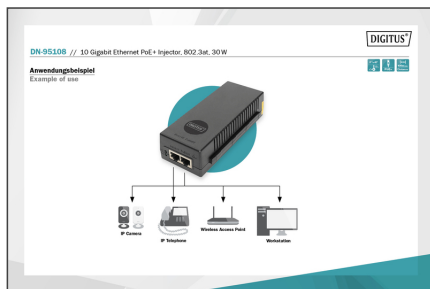 DIGITUS®
DN-95108 // 10 Gigabit Ethernet PoE+ Injector, 802.3at, 30 W
Anwendungsbeispiel
Example of use
DIGITUS
IP Camera
IP Telephone
Wireless Access Point
Workstation